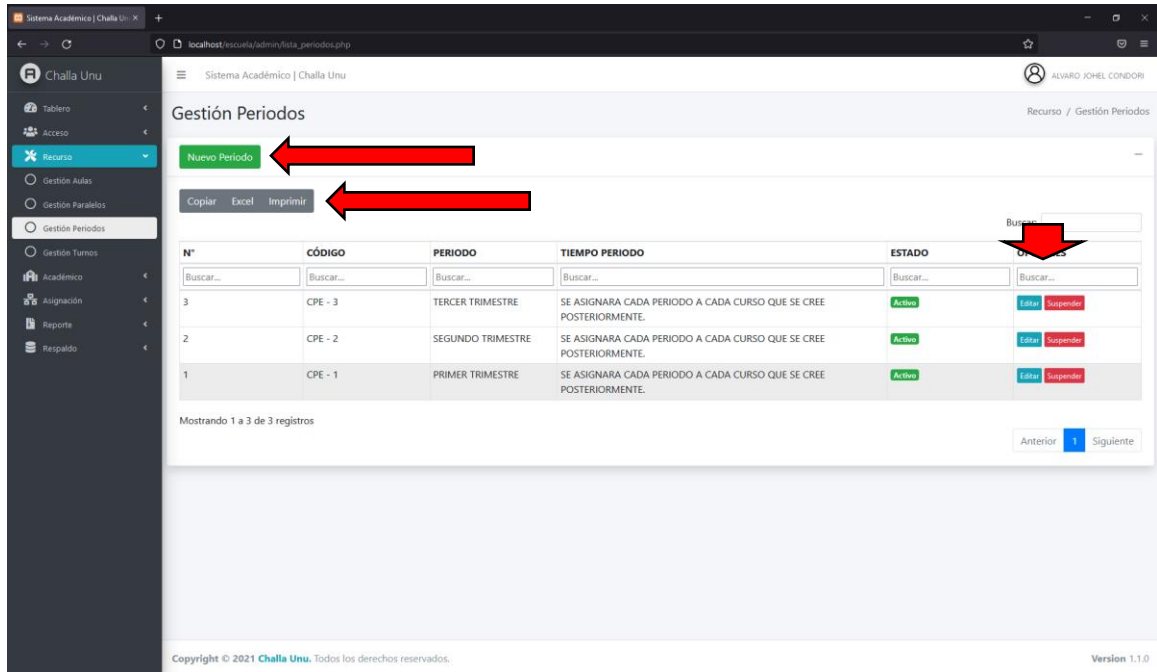 Sistema Académico | Challa Un
localhost/escuela/admin/lista_periodos.php
Challa Unu
Sistema Académico | Challa Unu
ALVARO JOHEL CONDORI
Tablero
Acceso
Recurso
Gestión Aulas
Gestión Paralelos
Gestión Periodos
Gestión Turnos
Académico
Asignación
Reporte
Respaldo
Gestión Periodos
Recurso / Gestión Periodos
Nuevo Periodo
Copiar Excel Imprimir
N° CÓDIGO PERIODO TIEMPO PERIODO ESTADO
Buscar... Buscar... Buscar... Buscar... Buscar... Buscar...
3 CPE - 3 TERCER TRIMESTRE SE ASIGNARA CADA PERIODO A CADA CURSO QUE SE CREE Activo Editar Suspender
POSTERIORMENTE.
2 CPE - 2 SEGUNDO TRIMESTRE SE ASIGNARA CADA PERIODO A CADA CURSO QUE SE CREE Activo Editar Suspender
POSTERIORMENTE.
1 CPE - 1 PRIMER TRIMESTRE SE ASIGNARA CADA PERIODO A CADA CURSO QUE SE CREE Activo Editar Suspender
POSTERIORMENTE.
Mostrando 1 a 3 de 3 registros
Anterior 1 Siguiente
Copyright © 2021 Challa Unu. Todos los derechos reservados.
Version 1.1.0